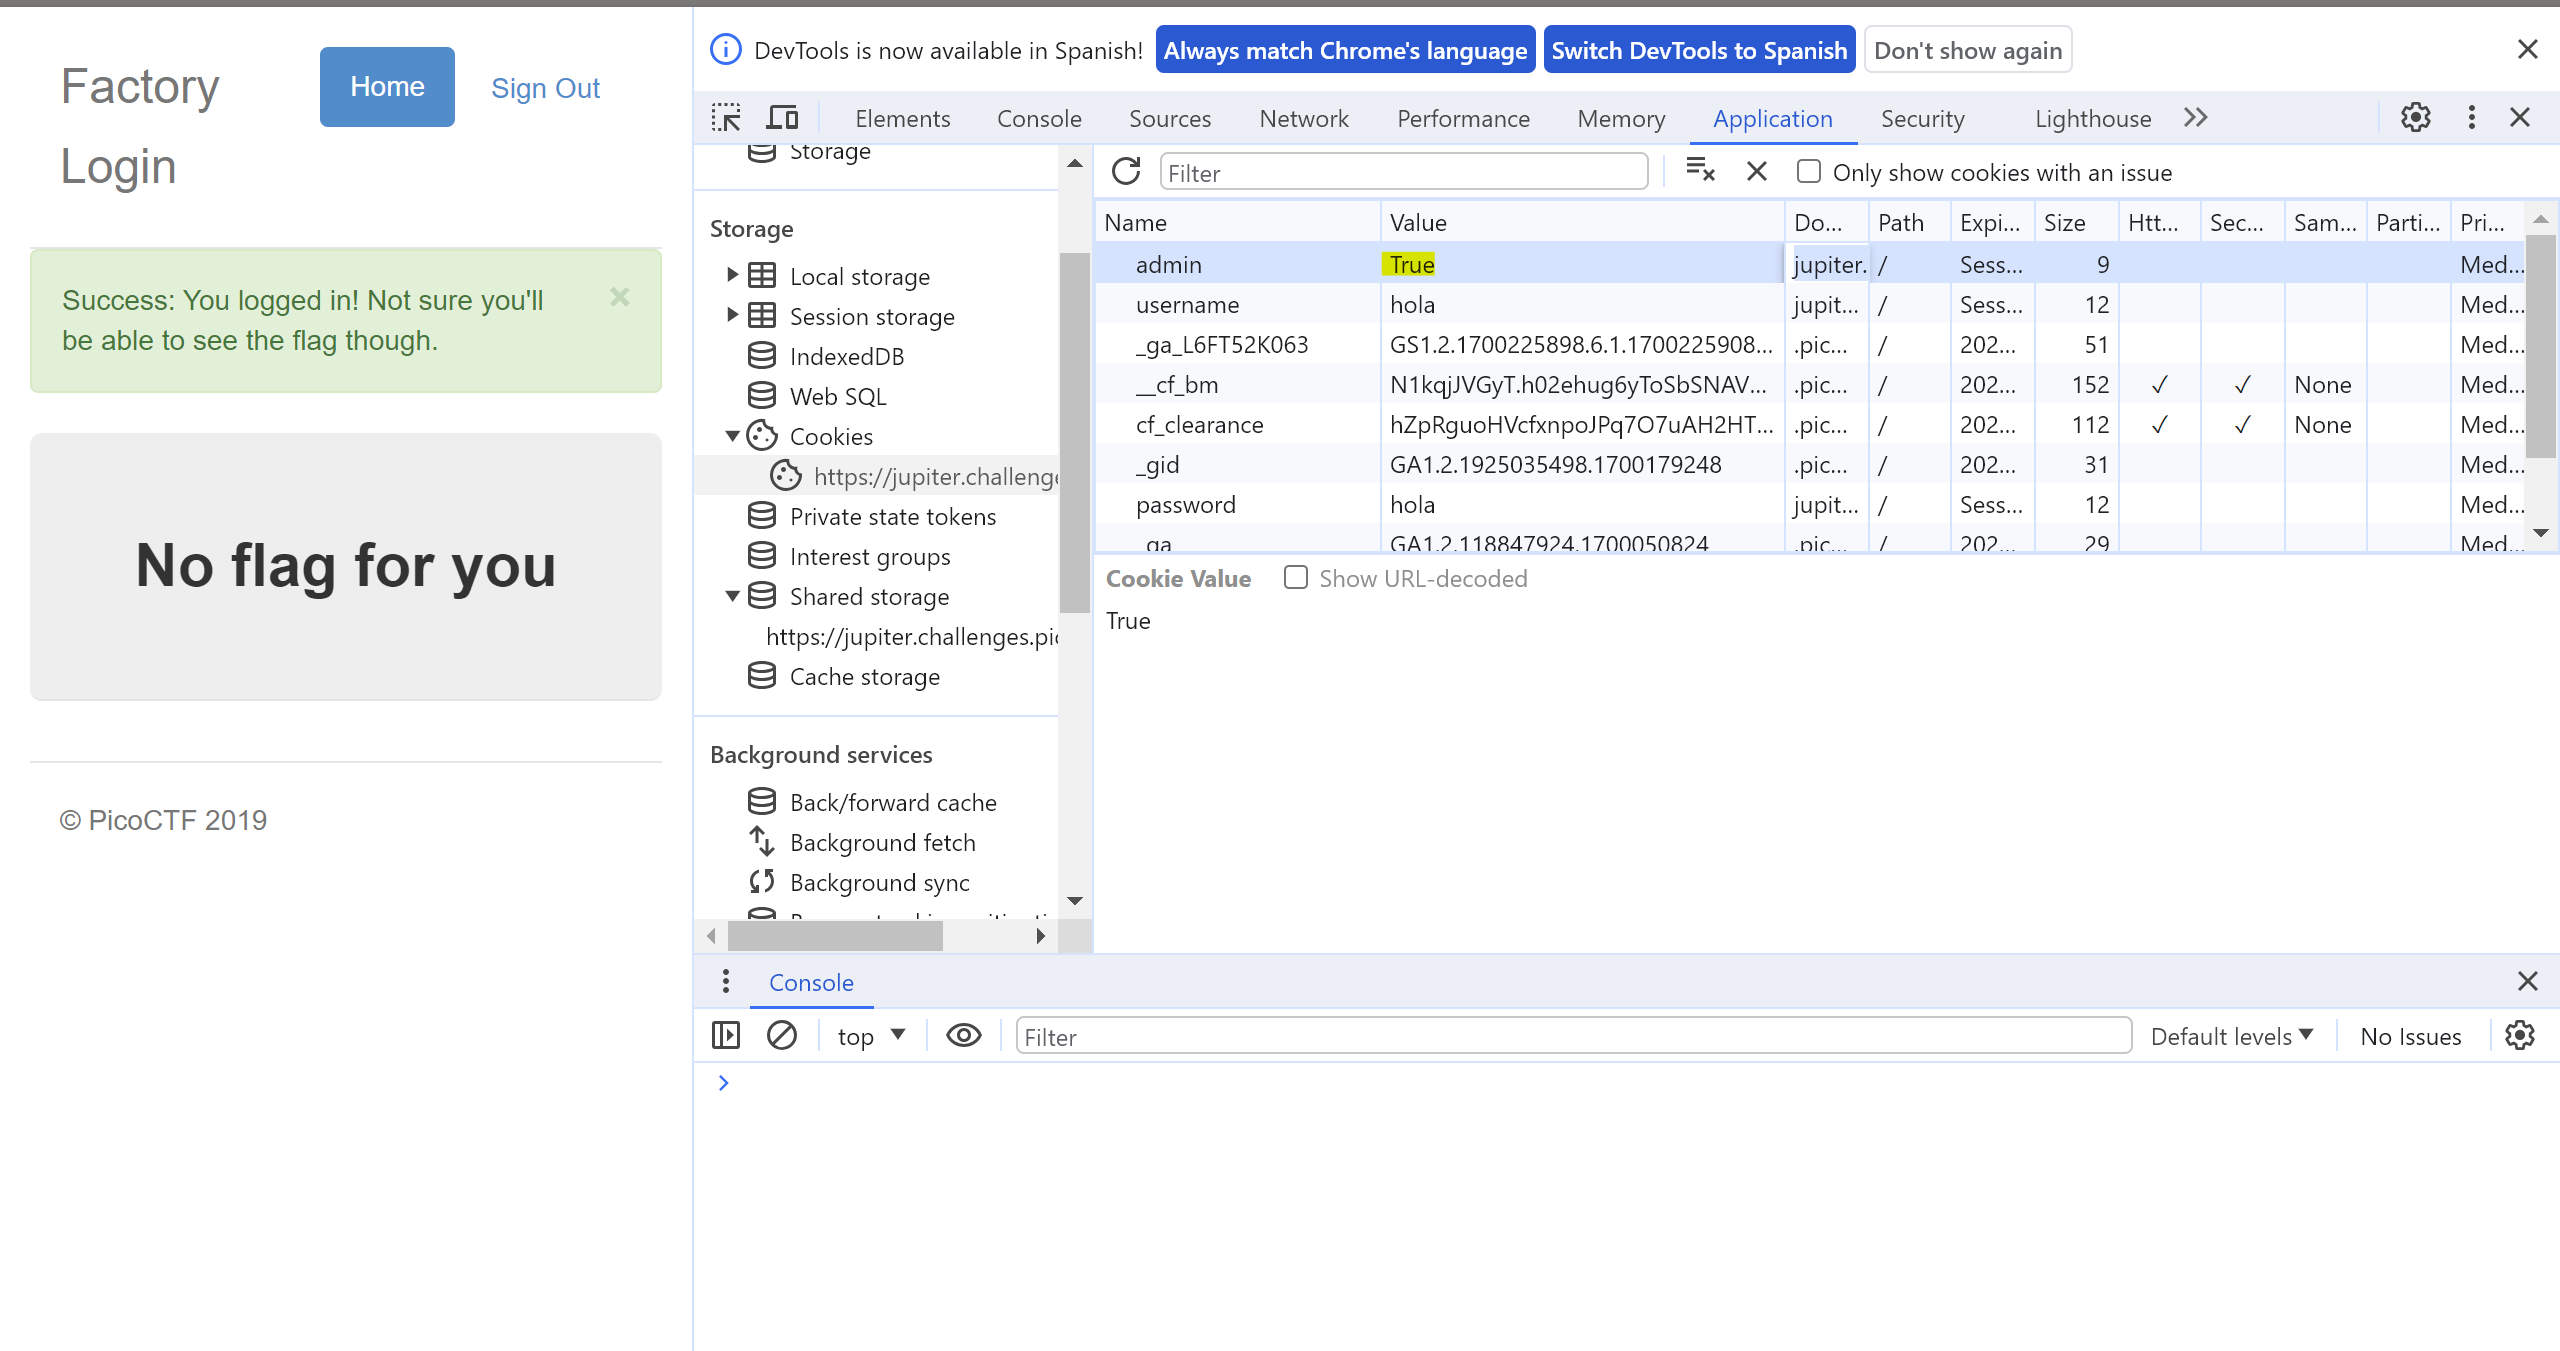 Factory Login
Home
Sign Out
Success: You logged in! Not sure you'll
be able to see the flag though.
×
No flag for you
© PicoCTF 2019
DevTools is now available in Spanish!
Always match Chrome's language
Switch DevTools to Spanish
Don't show again
Elements Console Sources Network Performance Memory Application Security Lighthouse
Storage
Storage
Local storage
Session storage
IndexedDB
Web SQL
Cookies
https://jupiter.challenge
Private state tokens
Interest groups
Shared storage
https://jupiter.challenges.pic
Cache storage
Background services
Back/forward cache
Background fetch
Background sync
Filter
Only show cookies with an issue
Name Value Do... Path Expi... Size Htt... Sec... Sam... Parti... Pri...
admin True jupiter. / Sess... 9 Med...
username hola jupit... / Sess... 12 Med...
_ga_L6FT52K063 GS1.2.1700225898.6.1.1700225908... .pic... / 202... 51 Med...
__cf_bm N1kqjJVGyT.h02ehug6yToSbSNAV... .pic... / 202... 152 ✓ ✓ None Med...
cf_clearance hZpRguoHVcfxnpoJPq7O7uAH2HT... .pic... / 202... 112 ✓ ✓ None Med...
_gid GA1.2.1925035498.1700179248 .pic... / 202... 31 Med...
password hola jupit... / Sess... 12 Med...
_ga GA1.2.118847924.1700050824 .pic... / 202... 29 Med...
Cookie Value Show URL-decoded
True
Console
top
Filter
Default levels
No Issues